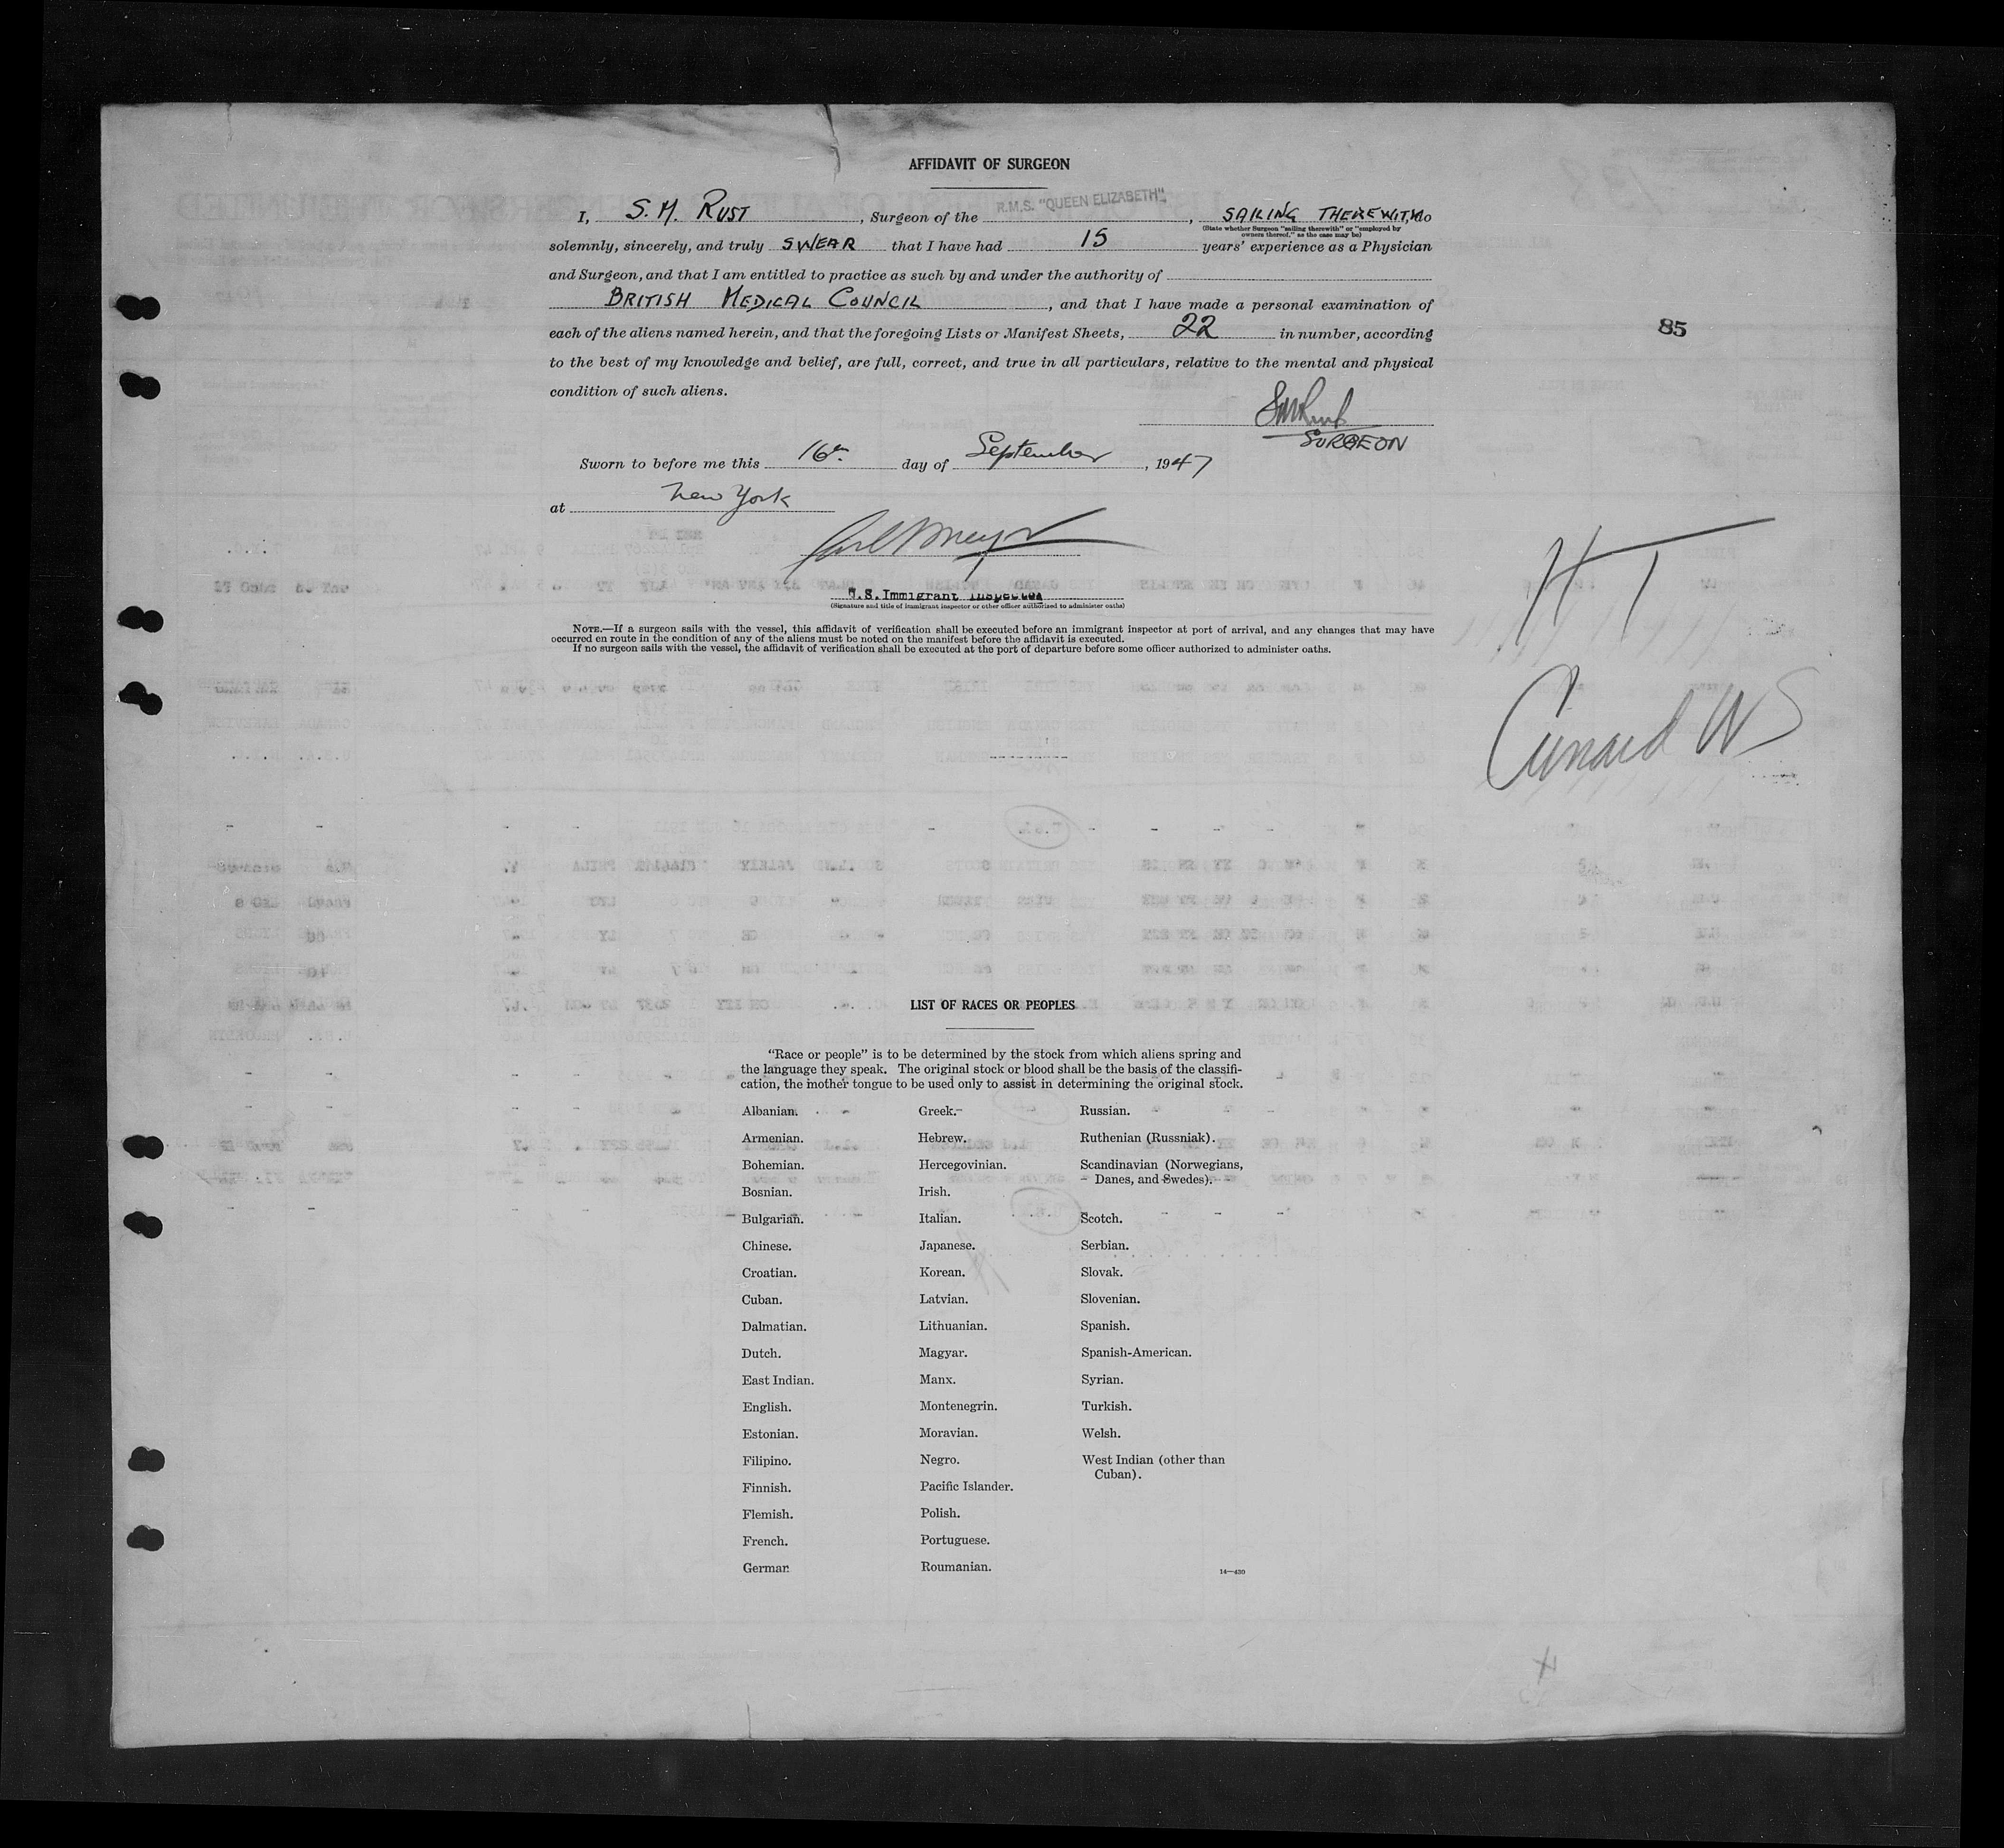 AFFIDAVIT OF SURGEON
I, S. M. RUST, Surgeon of the R.M.S. "QUEEN ELIZABETH", SAILING THEREWITH, do
(State whether Surgeon "sailing therewith" or "employed by
owners thereof," as the case may be)
solemnly, sincerely, and truly SWEAR that I have had 15 years' experience as a Physician
and Surgeon, and that I am entitled to practice as such by and under the authority of
BRITISH MEDICAL COUNCIL, and that I have made a personal examination of
each of the aliens named herein, and that the foregoing Lists or Manifest Sheets, 22 in number, according
85
to the best of my knowledge and belief, are full, correct, and true in all particulars, relative to the mental and physical
condition of such aliens.
SMRust
SURGEON
Sworn to before me this 16th day of September, 1947
at New York
U.S. Immigrant Inspector
(Signature and title of immigrant inspector or other officer authorized to administer oaths)
NOTE.—If a surgeon sails with the vessel, this affidavit of verification shall be executed before an immigrant inspector at port of arrival, and any changes that may have
occurred en route in the condition of any of the aliens must be noted on the manifest before the affidavit is executed.
If no surgeon sails with the vessel, the affidavit of verification shall be executed at the port of departure before some officer authorized to administer oaths.
HT
Cunard WS
LIST OF RACES OR PEOPLES
"Race or people" is to be determined by the stock from which aliens spring and
the language they speak. The original stock or blood shall be the basis of the classifi-
cation, the mother tongue to be used only to assist in determining the original stock.
Albanian.
Armenian.
Bohemian.
Bosnian.
Bulgarian.
Chinese.
Croatian.
Cuban.
Dalmatian.
Dutch.
East Indian.
English.
Estonian.
Filipino.
Finnish.
Flemish.
French.
German
Greek.
Hebrew.
Hercegovinian.
Irish.
Italian.
Japanese.
Korean.
Latvian.
Lithuanian.
Magyar.
Manx.
Montenegrin.
Moravian.
Negro.
Pacific Islander.
Polish.
Portuguese.
Roumanian.
Russian.
Ruthenian (Russniak).
Scandinavian (Norwegians,
Danes, and Swedes).
Scotch.
Serbian.
Slovak.
Slovenian.
Spanish.
Spanish-American.
Syrian.
Turkish.
Welsh.
West Indian (other than
Cuban).
14—430